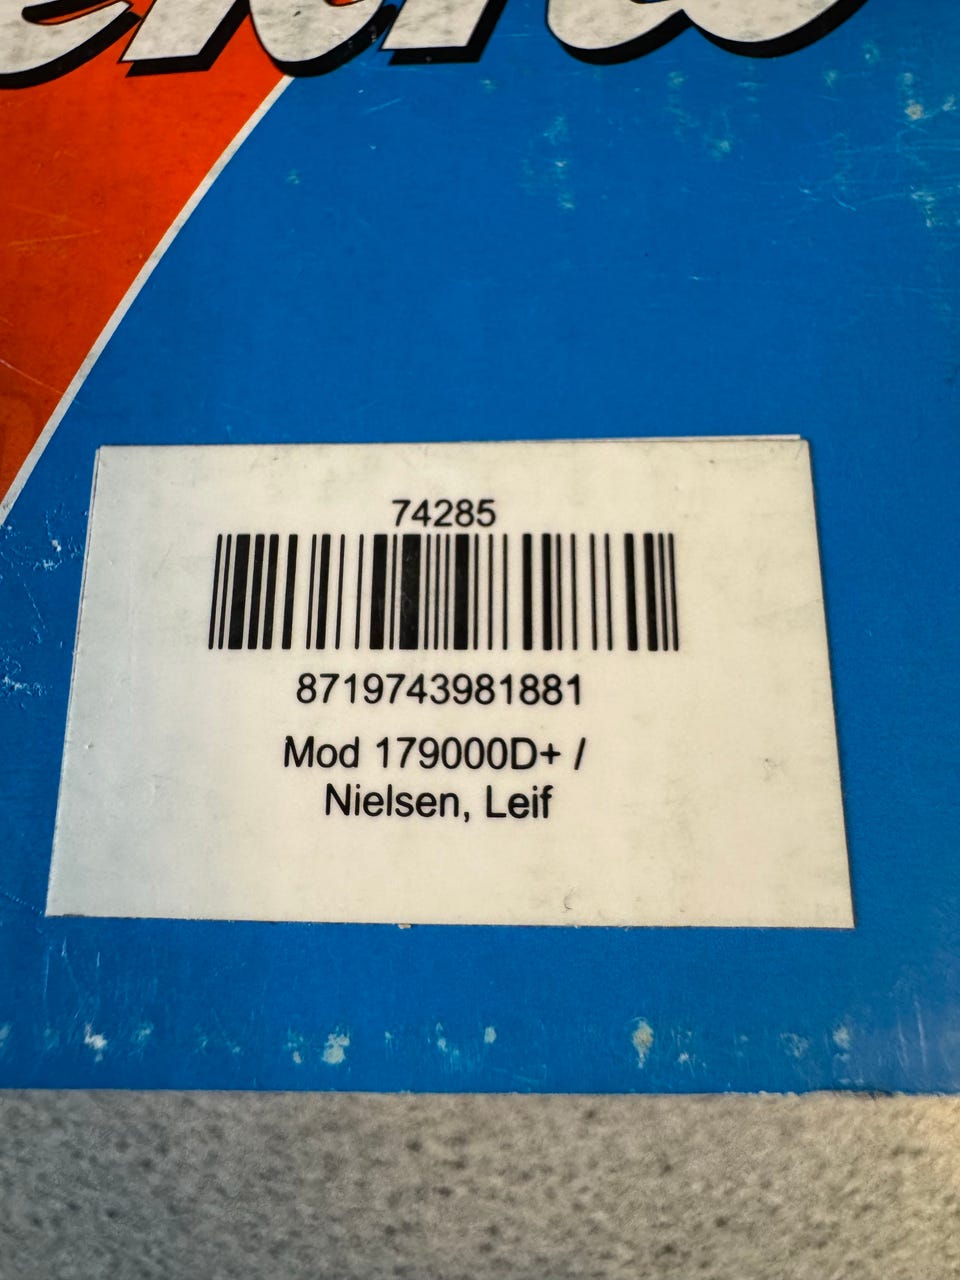 74285
8719743981881
Mod 179000D+ /
Nielsen, Leif